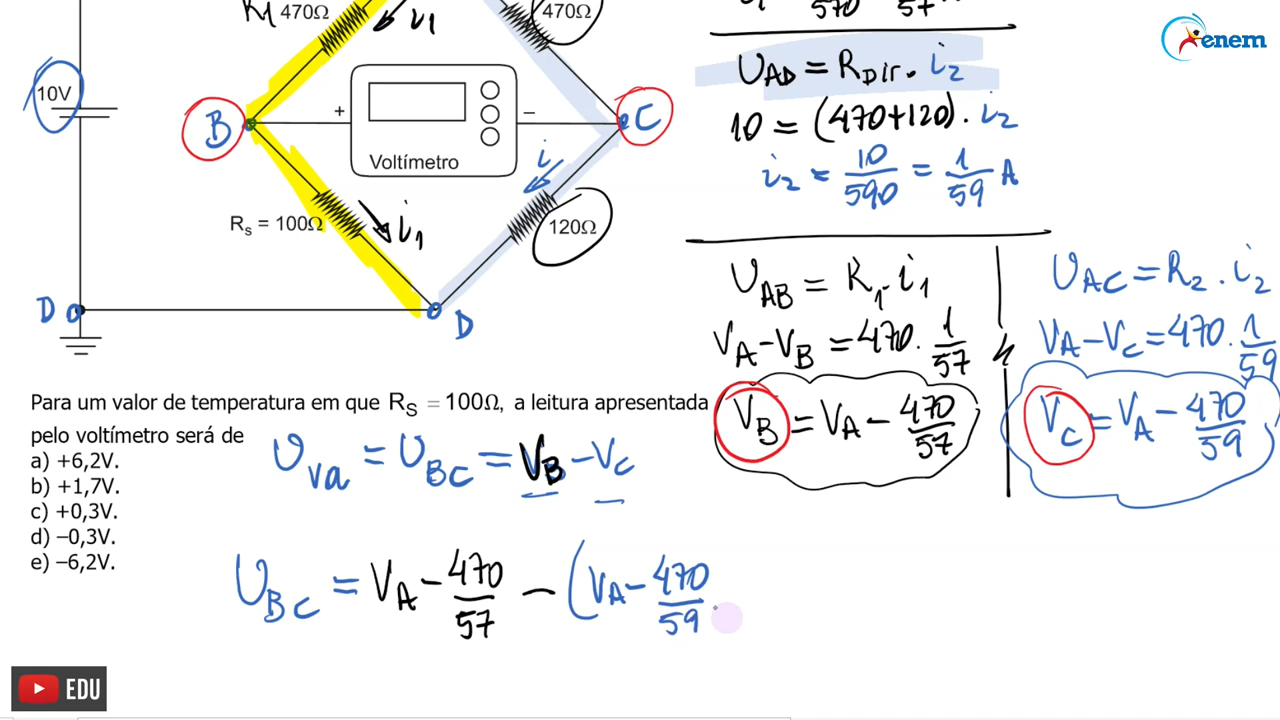 R1 470Ω
i1
470Ω
570 57
enem
10V
B
+
−
C
Voltímetro
i
Rs = 100Ω
i1
120Ω
D
D
UAD = RDir. i2
10 = (470+120). i2
i2 = 10/590 = 1/59 A
UAB = R1.i1
VA−VB = 470. 1/57
VB = VA − 470/57
UAC = R2. i2
VA−VC = 470. 1/59
VC = VA − 470/59
Para um valor de temperatura em que RS = 100Ω, a leitura apresentada
pelo voltímetro será de
a) +6,2V.
b) +1,7V.
c) +0,3V.
d) −0,3V.
e) −6,2V.
Uva = UBC = VB − VC
UBC = VA − 470/57 − (VA − 470/59
EDU